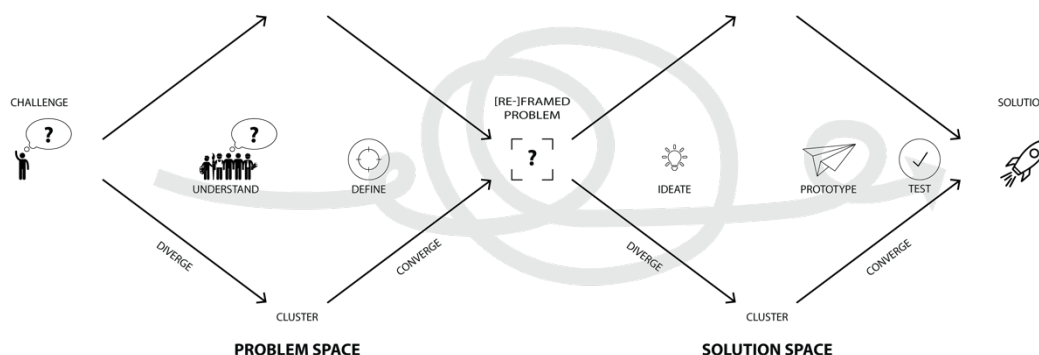 CHALLENGE
?
UNDERSTAND
?
DEFINE
[RE-]FRAMED
PROBLEM
?
IDEATE
PROTOTYPE
TEST
SOLUTION
DIVERGE
CONVERGE
DIVERGE
CONVERGE
CLUSTER
CLUSTER
PROBLEM SPACE
SOLUTION SPACE